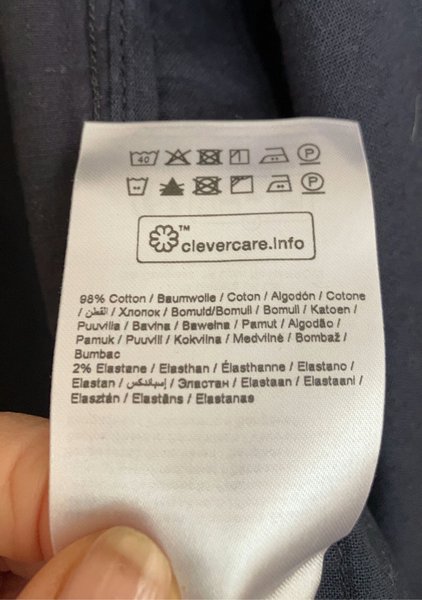 40
P
P
™
clevercare.info
98% Cotton / Baumwolle / Coton / Algodón / Cotone
/ القطن / Хлопок / Bomuld/Bomull / Bomull / Katoen /
Puuvilla / Bavlna / Bawełna / Pamut / Algodão /
Pamuk / Puuvill / Kokvilna / Medvilnė / Bombaž /
Bumbac
2% Elastane / Elasthan / Élasthanne / Elastano /
Elastan / إسباندكس / Эластан / Elastaan / Elastaani /
Elasztán / Elastāns / Elastanas